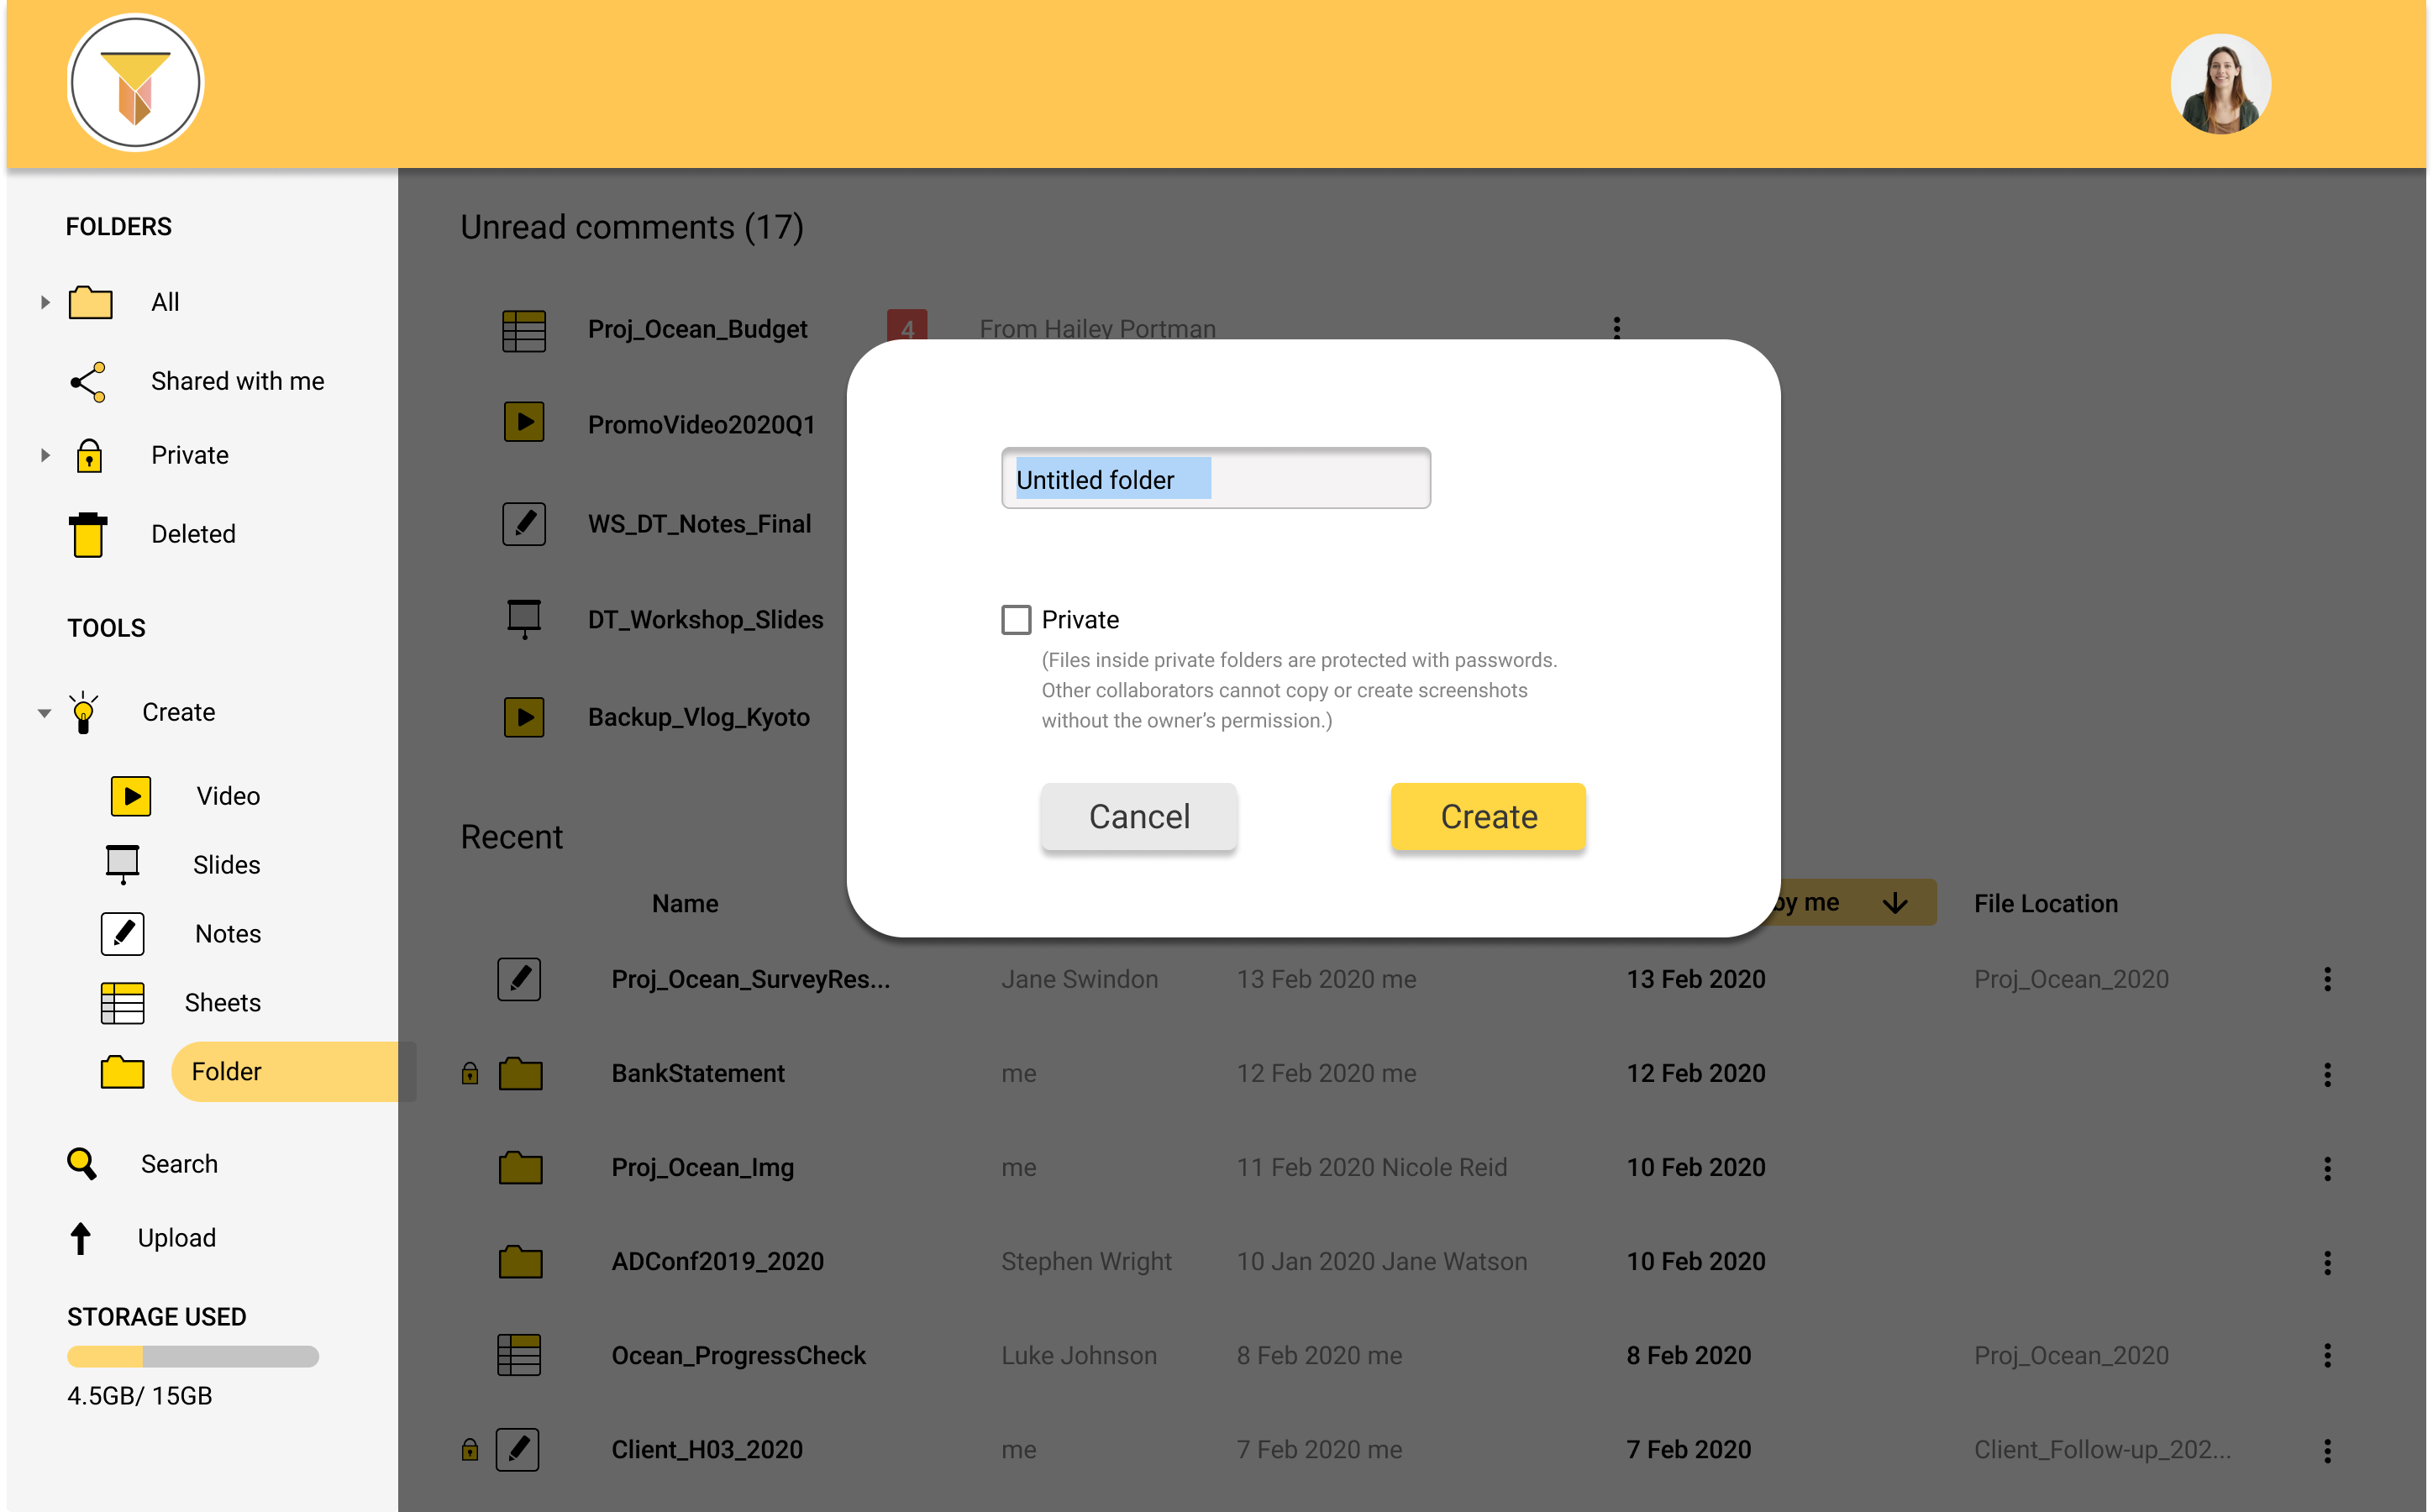 FOLDERS
All
Shared with me
Private
Deleted
TOOLS
Create
Video
Slides
Notes
Sheets
Folder
Search
Upload
STORAGE USED
4.5GB/ 15GB
Unread comments (17)
Proj_Ocean_Budget 4 From Hailey Portman
PromoVideo2020Q1
WS_DT_Notes_Final
DT_Workshop_Slides
Backup_Vlog_Kyoto
Untitled folder
Private
(Files inside private folders are protected with passwords.
Other collaborators cannot copy or create screenshots
without the owner’s permission.)
Cancel Create
Recent
Name by me File Location
Proj_Ocean_SurveyRes... Jane Swindon 13 Feb 2020 me 13 Feb 2020 Proj_Ocean_2020
BankStatement me 12 Feb 2020 me 12 Feb 2020
Proj_Ocean_Img me 11 Feb 2020 Nicole Reid 10 Feb 2020
ADConf2019_2020 Stephen Wright 10 Jan 2020 Jane Watson 10 Feb 2020
Ocean_ProgressCheck Luke Johnson 8 Feb 2020 me 8 Feb 2020 Proj_Ocean_2020
Client_H03_2020 me 7 Feb 2020 me 7 Feb 2020 Client_Follow-up_202...